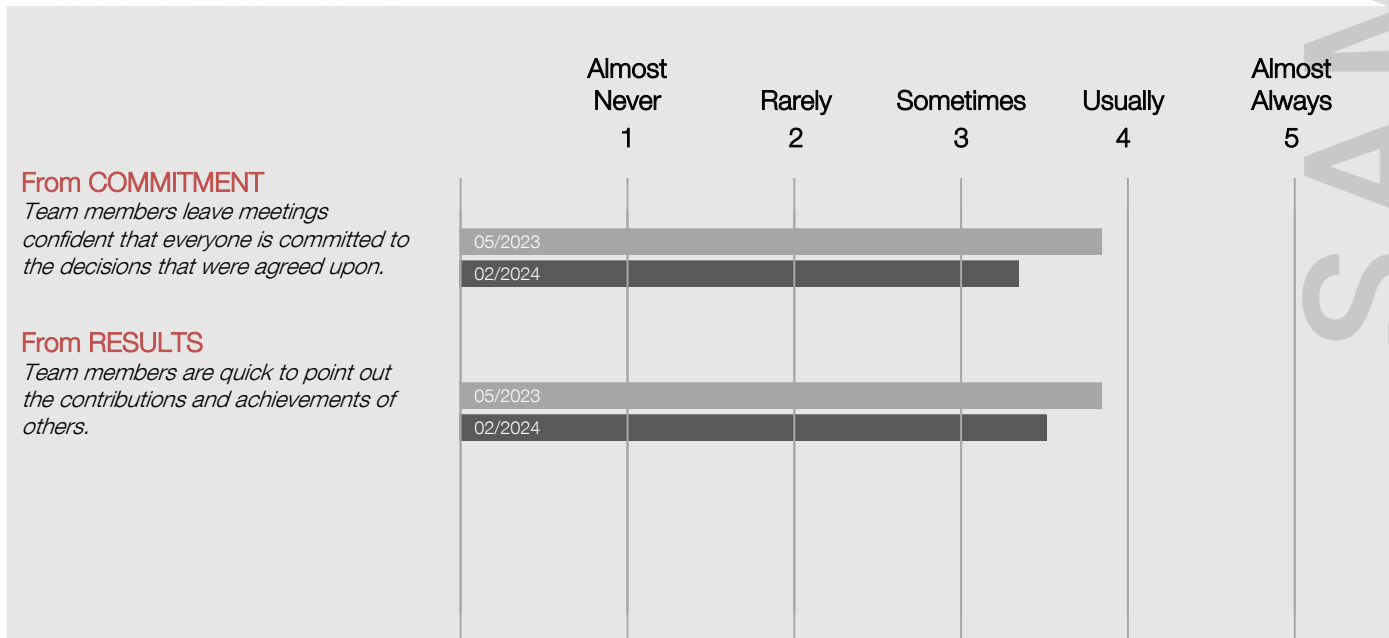 Almost
Never
Rarely
Sometimes
Usually
Almost
Always
1
2
3
4
5
From COMMITMENT
Team members leave meetings
confident that everyone is committed to
the decisions that were agreed upon.
05/2023
02/2024
From RESULTS
Team members are quick to point out
the contributions and achievements of
others.
05/2023
02/2024
SA